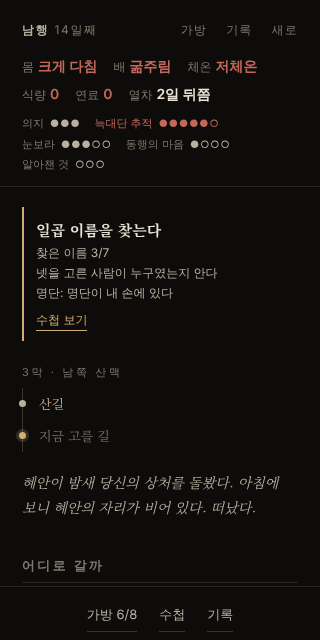 남행 14일째 가방 기록 새로
몸 크게 다침 배 굶주림 체온 저체온
식량 0 연료 0 열차 2일 뒤쯤
의지 ●●● 늑대단 추적 ●●●●●○
눈보라 ●●●○○ 동행의 마음 ●○○○
알아챈 것 ○○○
일곱 이름을 찾는다
찾은 이름 3/7
넷을 고른 사람이 누구였는지 안다
명단: 명단이 내 손에 있다
수첩 보기
3막 · 남쪽 산맥
산길
지금 고를 길
혜안이 밤새 당신의 상처를 돌봤다. 아침에
보니 혜안의 자리가 비어 있다. 떠났다.
어디로 갈까
가방 6/8 수첩 기록